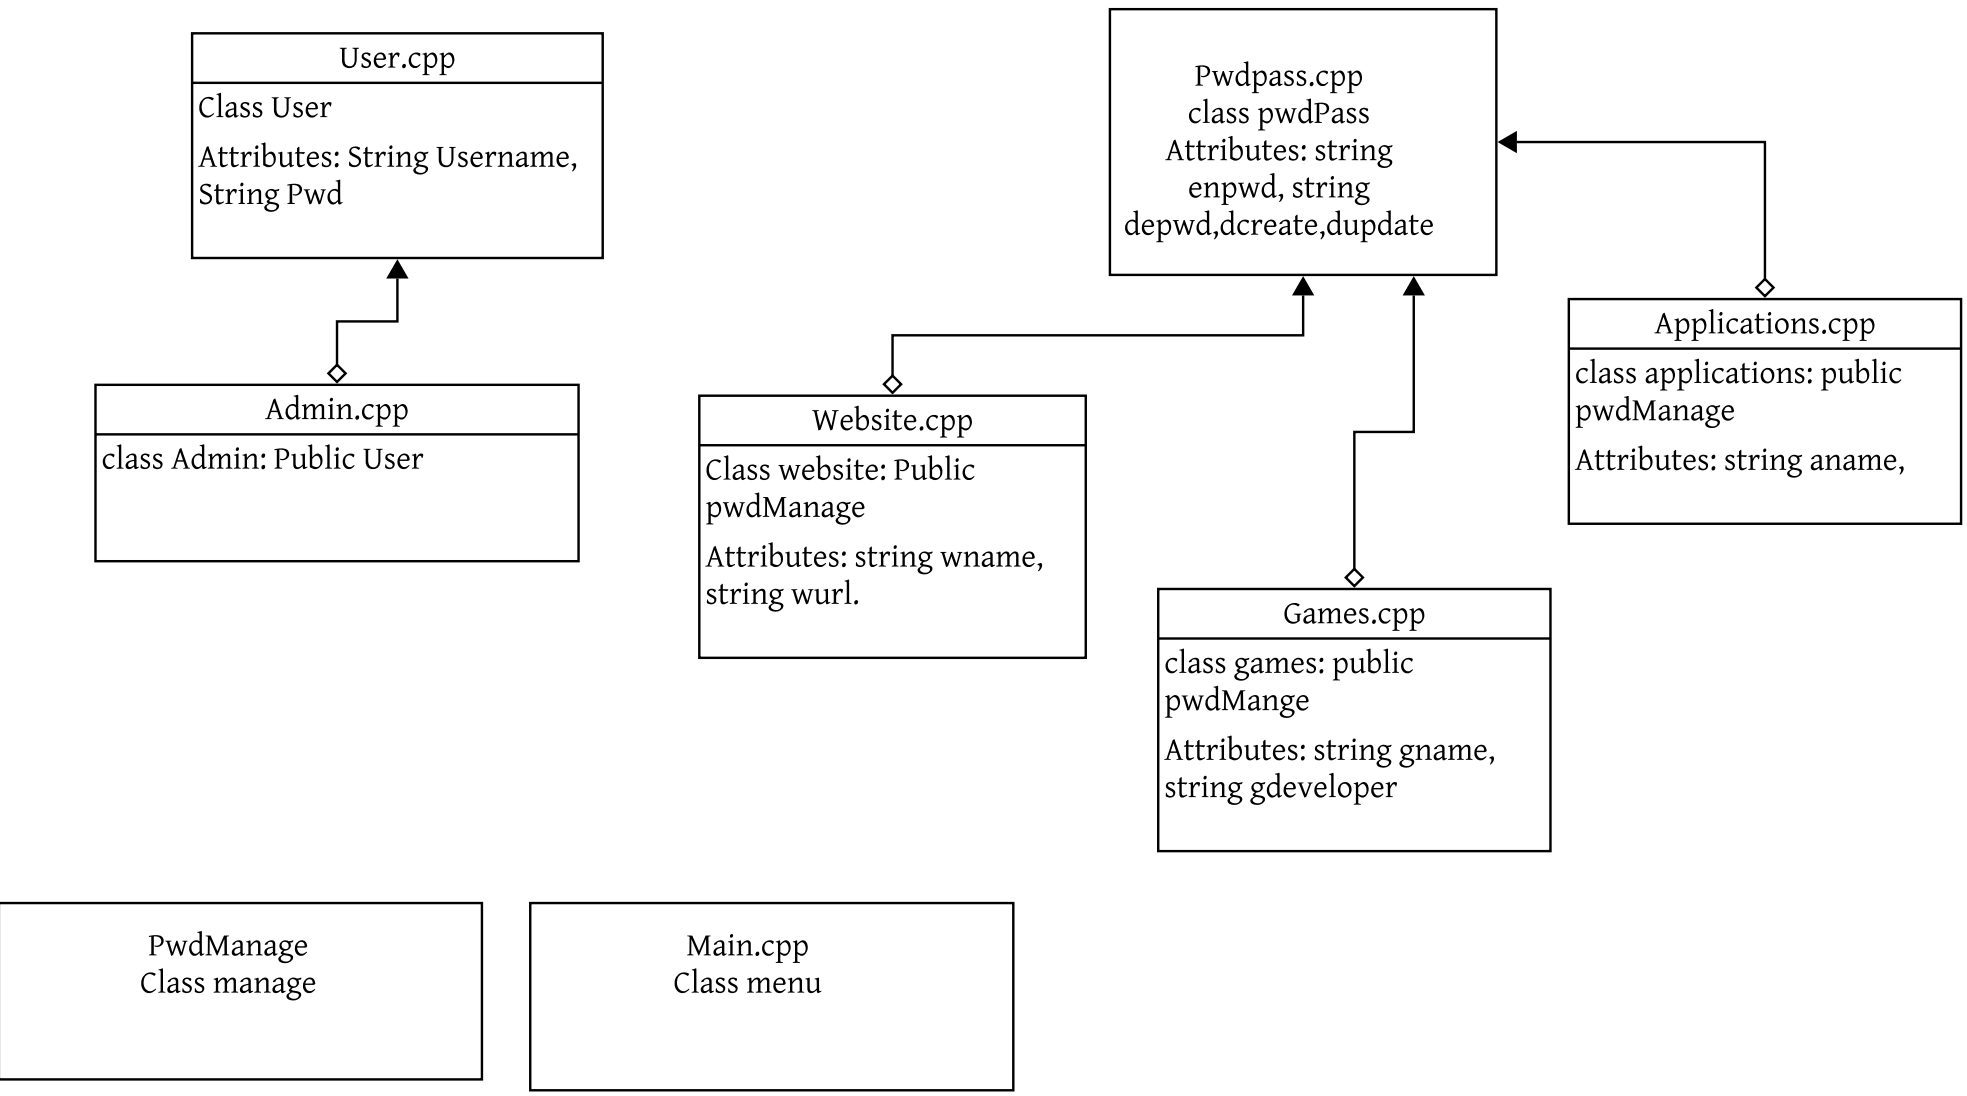 User.cpp
Class User
Attributes: String Username,
String Pwd
Admin.cpp
class Admin: Public User
Pwdpass.cpp
class pwdPass
Attributes: string
enpwd, string
depwd,dcreate,dupdate
Website.cpp
Class website: Public
pwdManage
Attributes: string wname,
string wurl.
Games.cpp
class games: public
pwdMange
Attributes: string gname,
string gdeveloper
Applications.cpp
class applications: public
pwdManage
Attributes: string aname,
PwdManage
Class manage
Main.cpp
Class menu